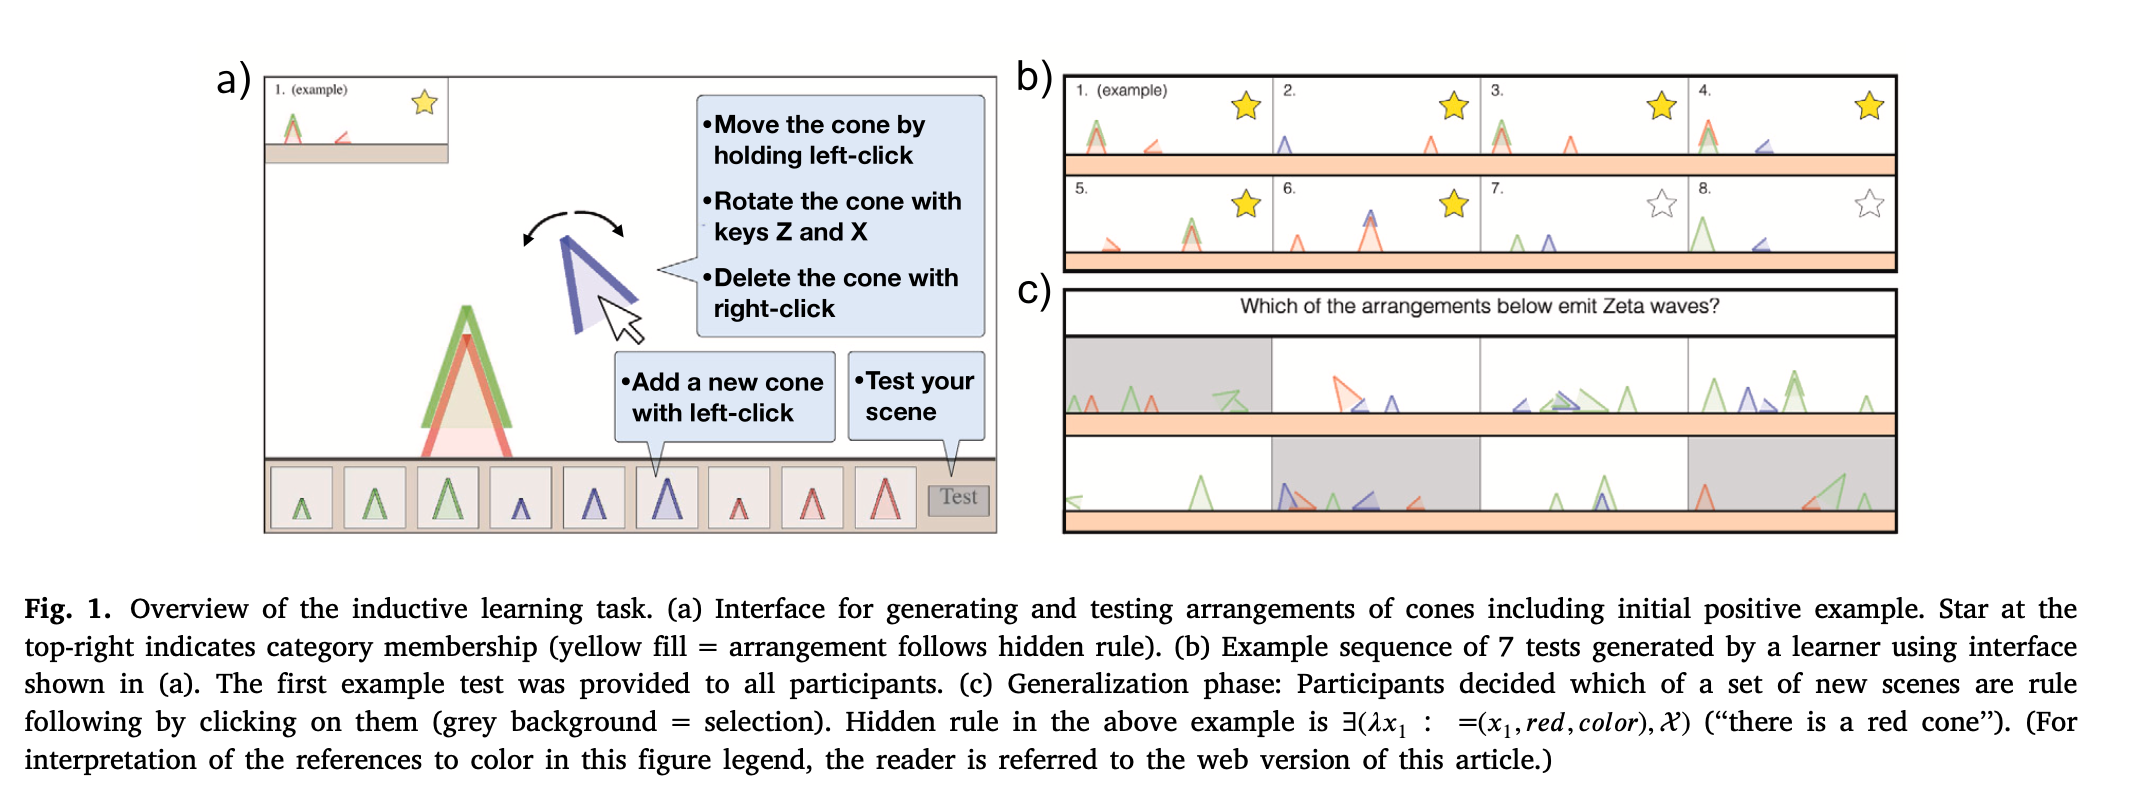 a)
1. (example)
•Move the cone by
holding left-click
•Rotate the cone with
keys Z and X
•Delete the cone with
right-click
•Add a new cone
with left-click
•Test your
scene
Test
b)
1. (example)
2.
3.
4.
5.
6.
7.
8.
c)
Which of the arrangements below emit Zeta waves?
Fig. 1. Overview of the inductive learning task. (a) Interface for generating and testing arrangements of cones including initial positive example. Star at the
top-right indicates category membership (yellow fill = arrangement follows hidden rule). (b) Example sequence of 7 tests generated by a learner using interface
shown in (a). The first example test was provided to all participants. (c) Generalization phase: Participants decided which of a set of new scenes are rule
following by clicking on them (grey background = selection). Hidden rule in the above example is ∃(λx₁ : =(x₁, red, color), 𝒳) (“there is a red cone”). (For
interpretation of the references to color in this figure legend, the reader is referred to the web version of this article.)